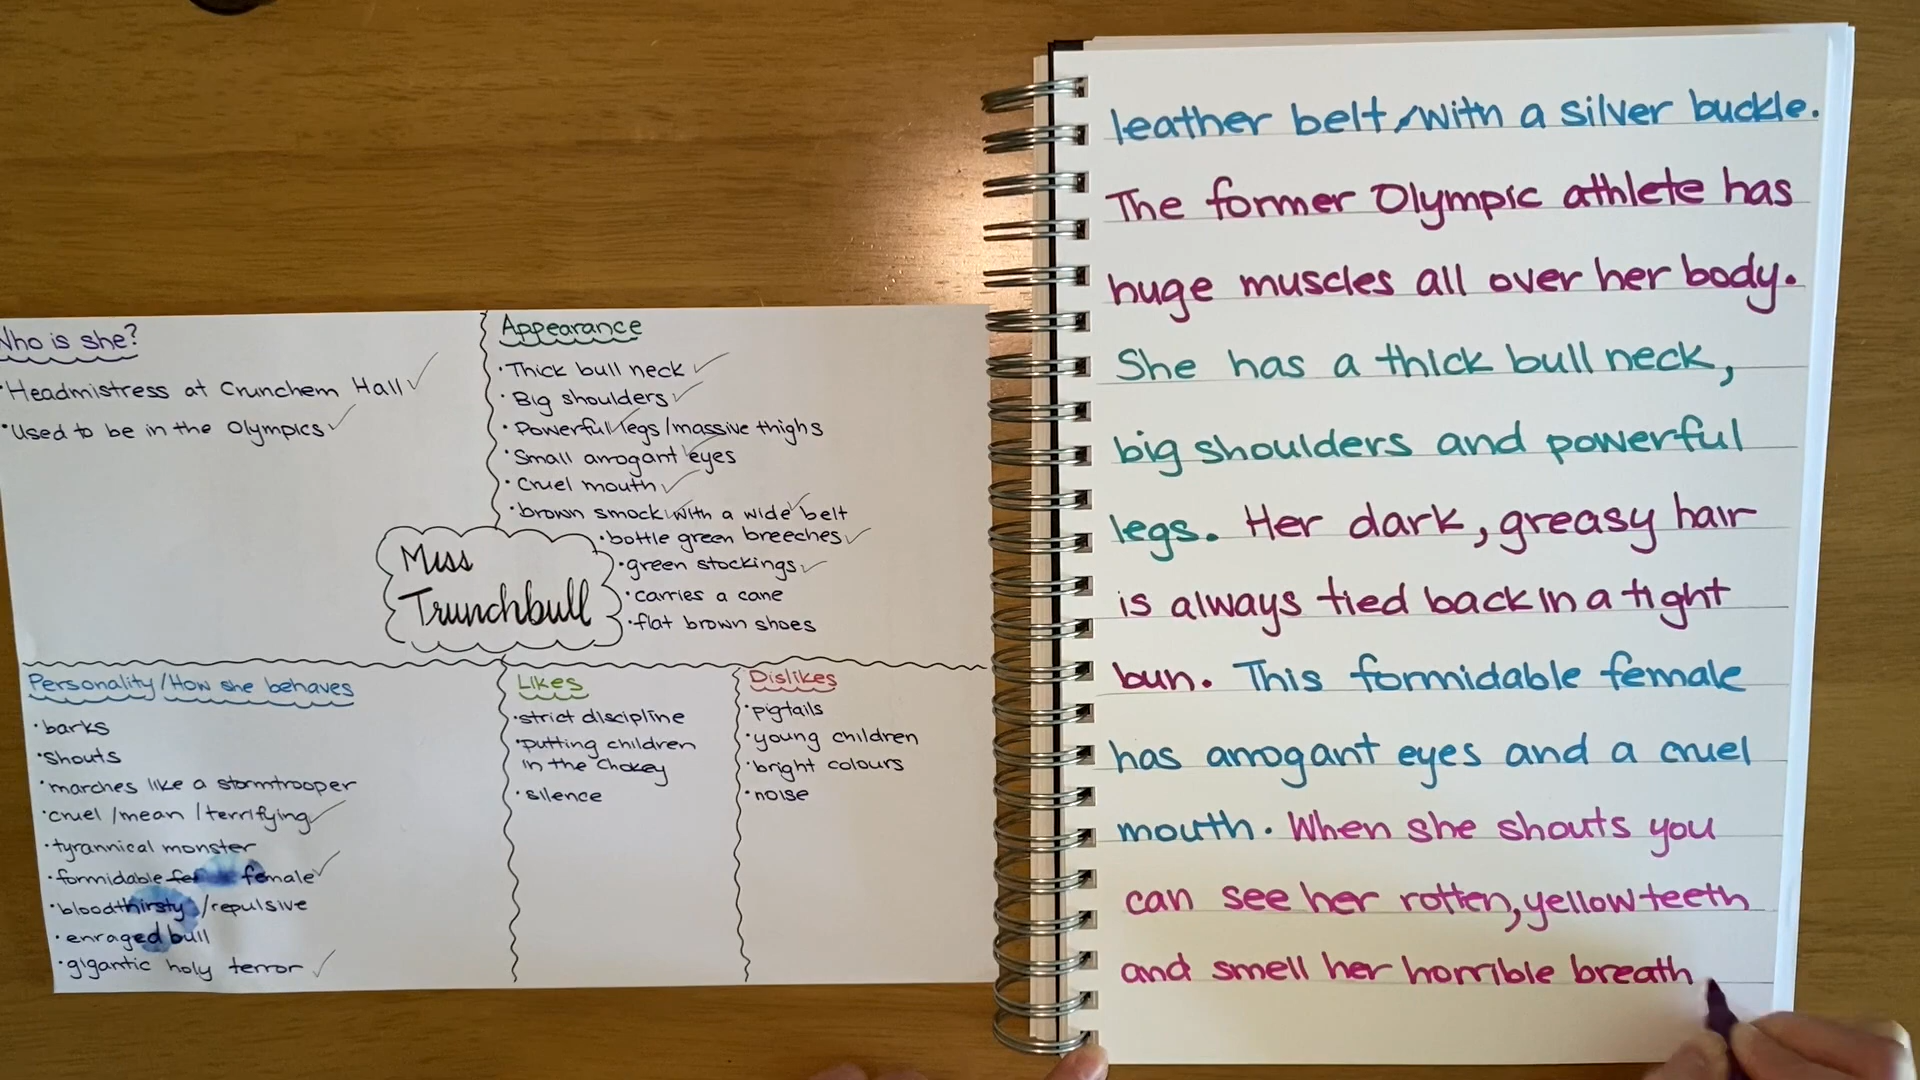 Who is she?
•Headmistress at Crunchem Hall✓
•Used to be in the Olympics✓
Appearance
•Thick bull neck ✓
•Big shoulders✓
•Powerful legs/massive thighs
•Small arrogant eyes
•Cruel mouth✓
•brown smock with a wide belt
•bottle green breeches✓
•green stockings✓
•carries a cane
•flat brown shoes
Miss
Trunchbull
Personality/How she behaves
•barks
•shouts
•marches like a stormtrooper
•cruel/mean/terrifying✓
•tyrannical monster
•formidable female✓
•bloodthirsty/repulsive
•enraged bull
•gigantic holy terror ✓
Likes
•strict discipline
•putting children
in the Chokey
•silence
Dislikes
•pigtails
•young children
•bright colours
•noise
leather belt with a silver buckle.
The former Olympic athlete has
huge muscles all over her body.
She has a thick bull neck,
big shoulders and powerful
legs. Her dark, greasy hair
is always tied back in a tight
bun. This formidable female
has arrogant eyes and a cruel
mouth. When she shouts you
can see her rotten, yellow teeth
and smell her horrible breath